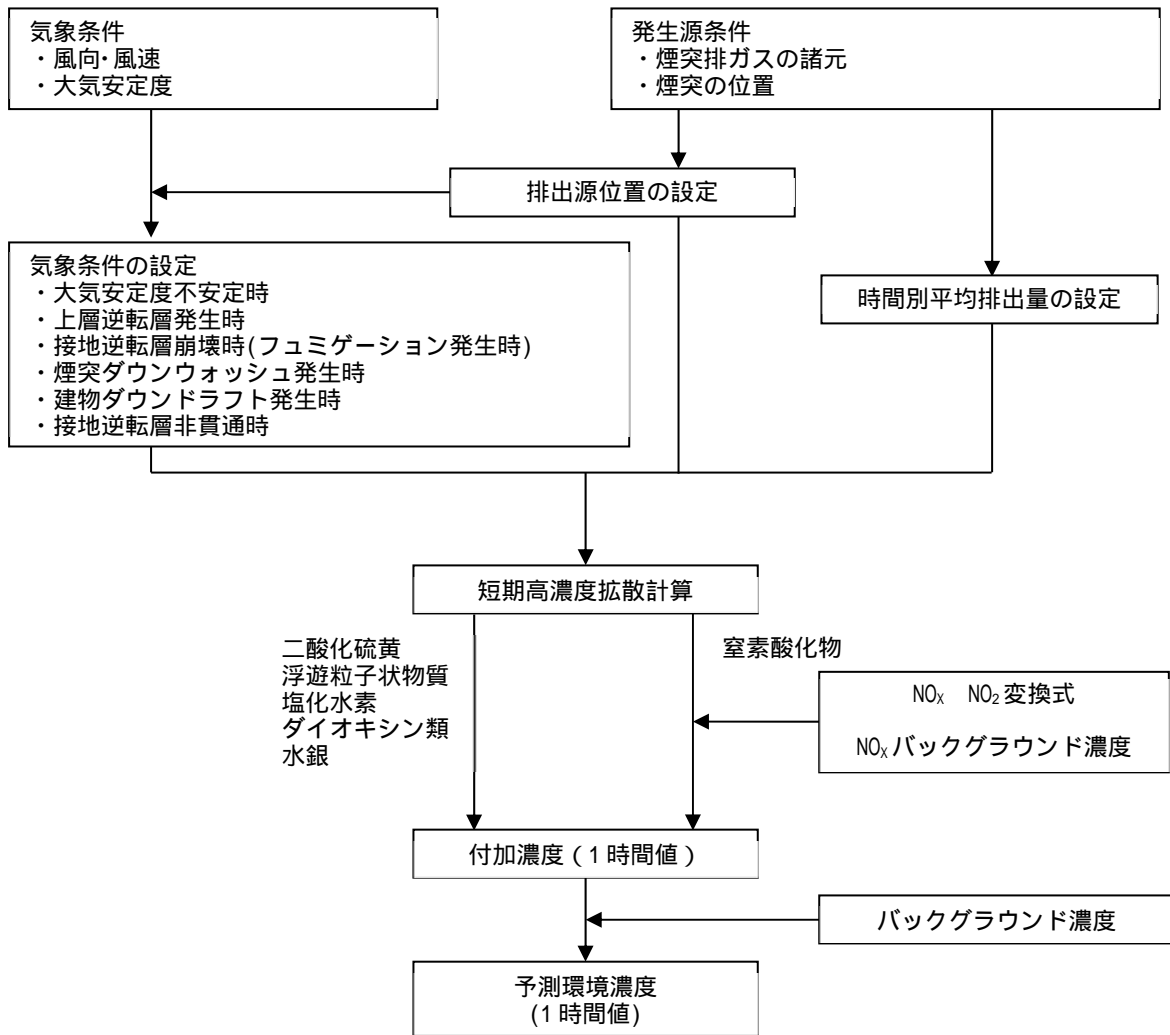 気象条件
・風向・風速
・大気安定度
発生源条件
・煙突排ガスの諸元
・煙突の位置
排出源位置の設定
気象条件の設定
・大気安定度不安定時
・上層逆転層発生時
・接地逆転層崩壊時(フュミゲーション発生時)
・煙突ダウンウォッシュ発生時
・建物ダウンドラフト発生時
・接地逆転層非貫通時
時間別平均排出量の設定
短期高濃度拡散計算
二酸化硫黄
浮遊粒子状物質
塩化水素
ダイオキシン類
水銀
窒素酸化物
NOX NO2変換式
NOXバックグラウンド濃度
付加濃度（1時間値）
バックグラウンド濃度
予測環境濃度
(1時間値)